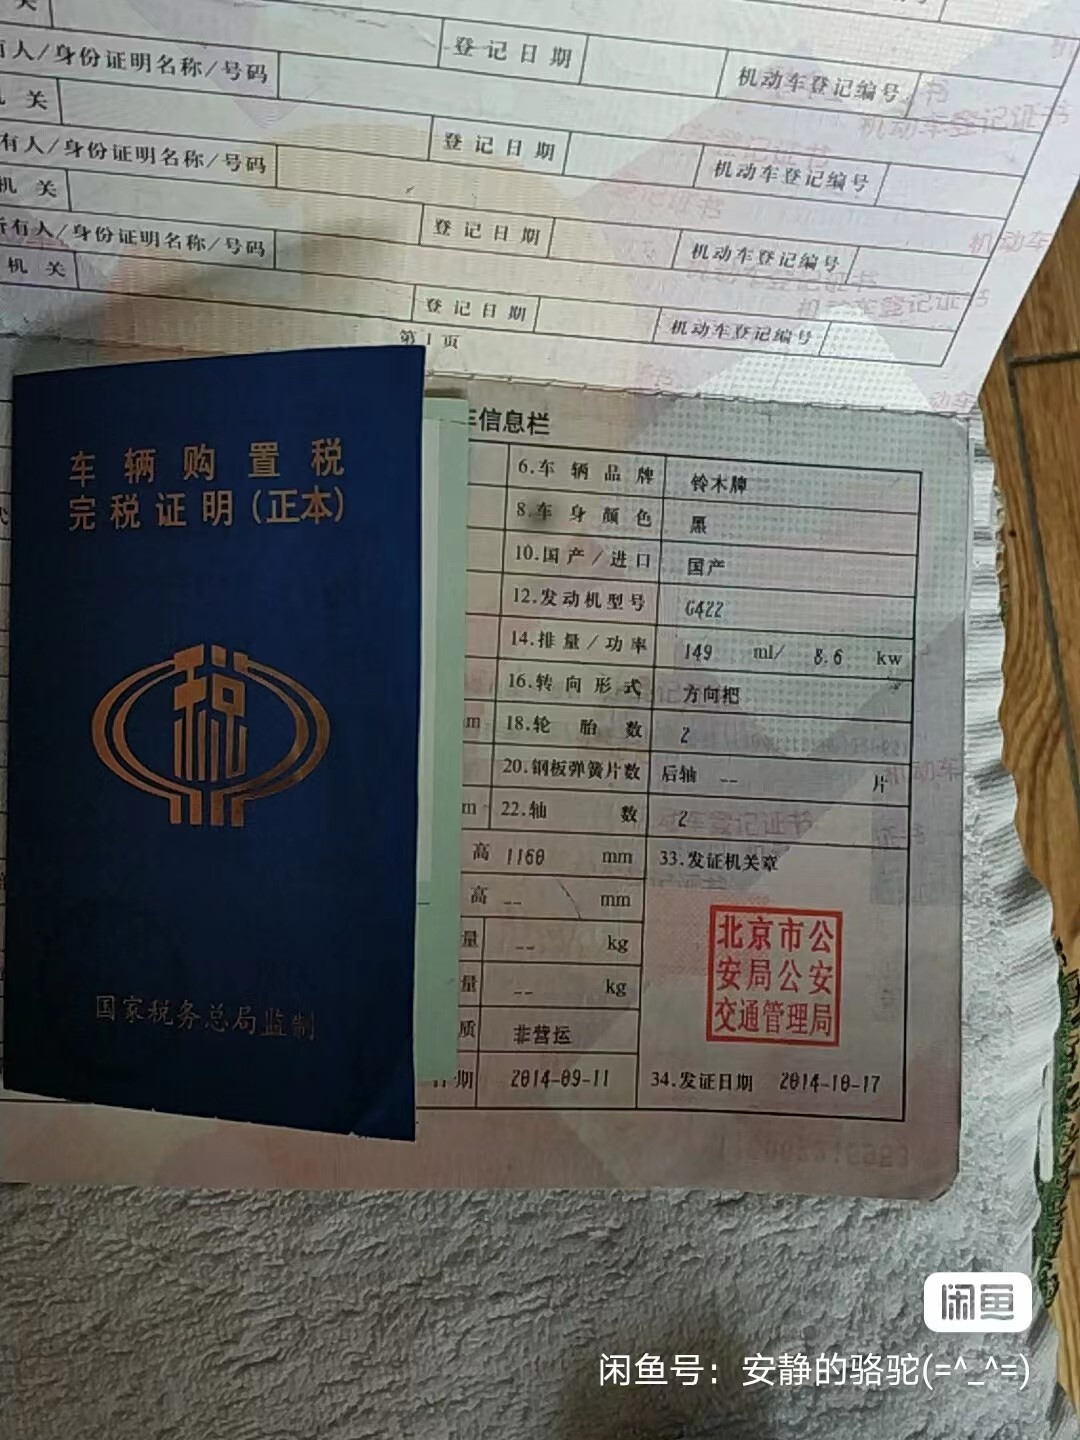 关
有人/身份证明名称/号码
登记日期
机动车登记编号
机关
有人/身份证明名称/号码
登记日期
机动车登记编号
机关
所有人/身份证明名称/号码
登记日期
机动车登记编号
机关
登记日期
机动车登记编号
第1页
车辆购置税
完税证明(正本)
税
国家税务总局监制
车信息栏
6.车辆品牌 铃木牌
8.车身颜色 黑
10.国产/进口 国产
12.发动机型号 G422
14.排量/功率 149 ml/ 8.6 kw
16.转向形式 方向把
m 18.轮胎数 2
20.钢板弹簧片数 后轴 -- 片
m 22.轴数 2
高 1160 mm 33.发证机关章
高 -- mm
量 -- kg
量 -- kg
北京市公
安局公安
交通管理局
质 非营运
日期 2014-09-11 34.发证日期 2014-10-17
闲鱼
闲鱼号：安静的骆驼(=^_^=)